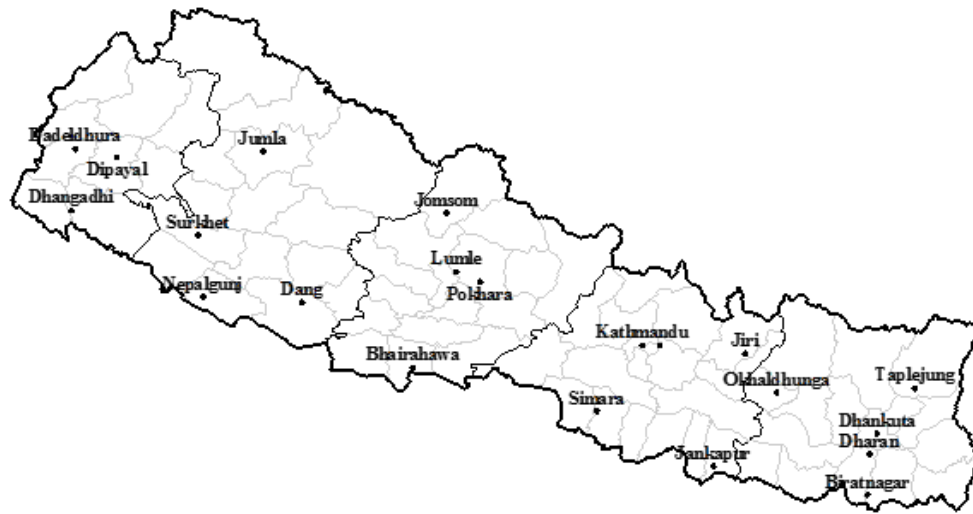 Dadeldhura
Jumla
Dipayal
Dhangadhi
Jomsom
Surkhet
Lumle
Nepalgunj
Dang
Pokhara
Kathmandu
Jiri
Bhairahawa
Okhaldhunga
Taplejung
Simara
Dhankuta
Dharan
Jankapur
Biratnagar